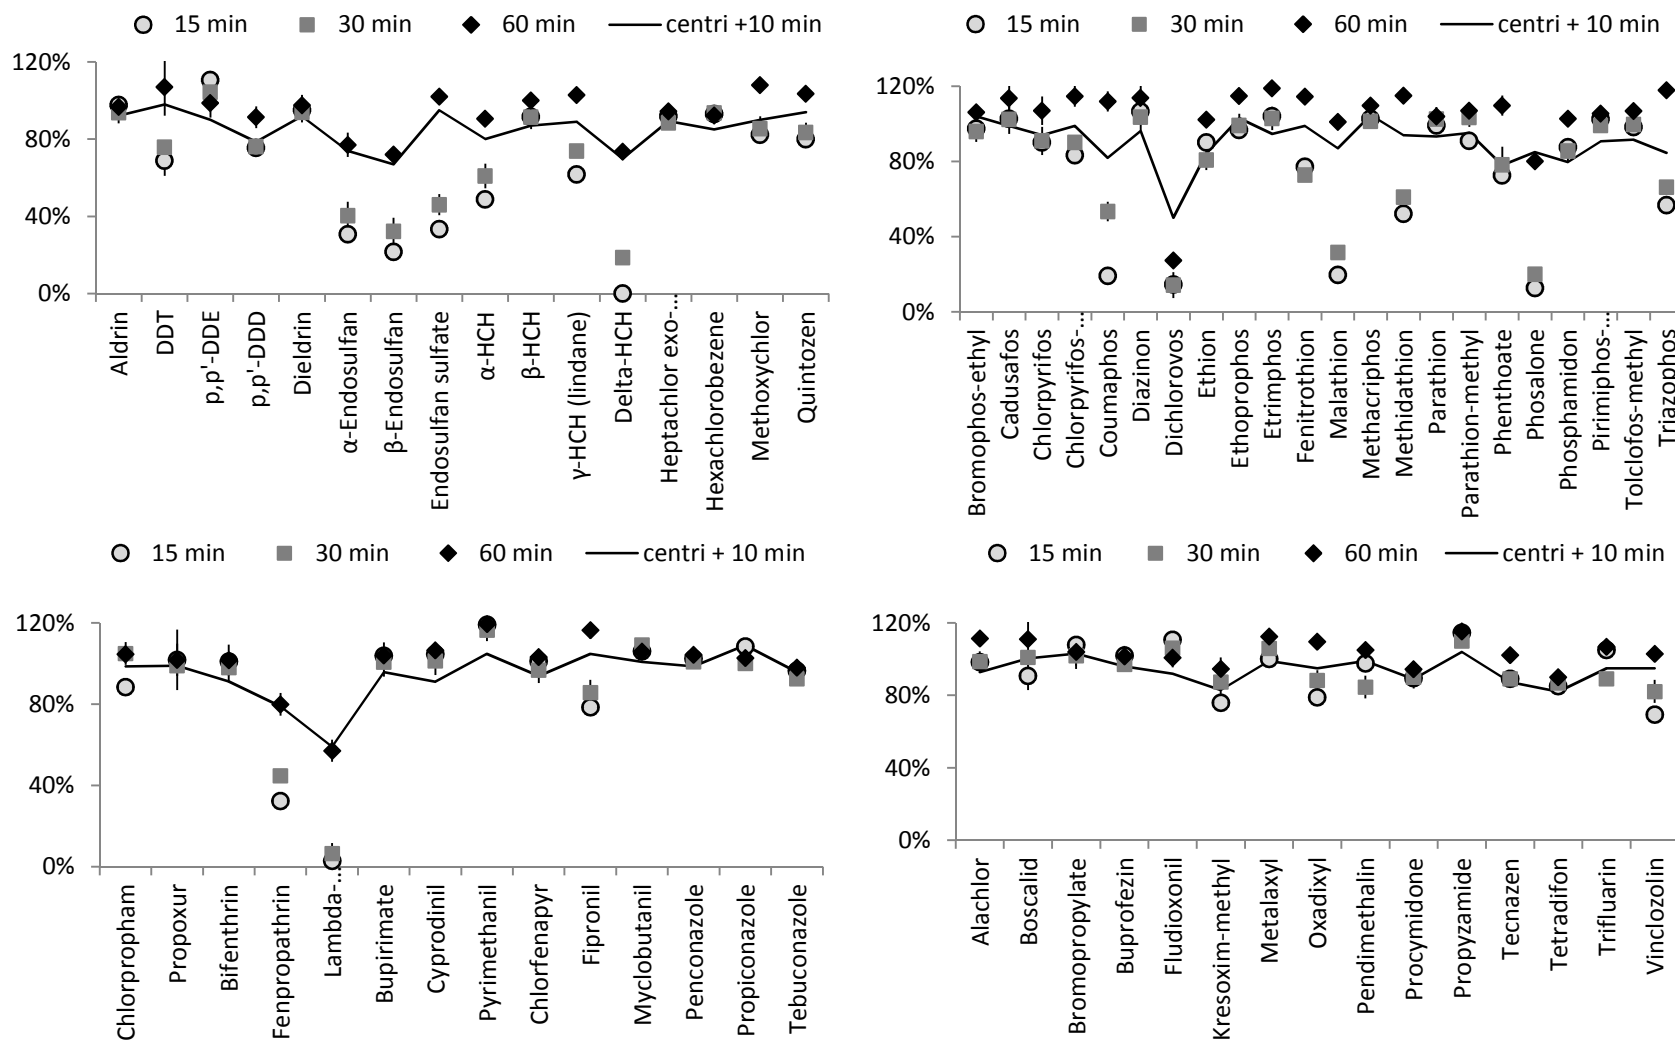 15 min 30 min 60 min centri +10 min
120%
80%
40%
0%
Aldrin
DDT
p,p'-DDE
p,p'-DDD
Dieldrin
α-Endosulfan
β-Endosulfan
Endosulfan sulfate
α-HCH
β-HCH
γ-HCH (lindane)
Delta-HCH
Heptachlor exo-...
Hexachlorobezene
Methoxychlor
Quintozen
15 min 30 min 60 min centri + 10 min
120%
80%
40%
0%
Bromophos-ethyl
Cadusafos
Chlorpyrifos
Chlorpyrifos-...
Coumaphos
Diazinon
Dichlorovos
Ethion
Ethoprophos
Etrimphos
Fenitrothion
Malathion
Methacriphos
Methidathion
Parathion
Parathion-methyl
Phenthoate
Phosalone
Phosphamidon
Pirimiphos-...
Tolclofos-methyl
Triazophos
15 min 30 min 60 min centri + 10 min
120%
80%
40%
0%
Chlorpropham
Propoxur
Bifenthrin
Fenpropathrin
Lambda-...
Bupirimate
Cyprodinil
Pyrimethanil
Chlorfenapyr
Fipronil
Myclobutanil
Penconazole
Propiconazole
Tebuconazole
15 min 30 min 60 min centri + 10 min
120%
80%
40%
0%
Alachlor
Boscalid
Bromopropylate
Buprofezin
Fludioxonil
Kresoxim-methyl
Metalaxyl
Oxadixyl
Pendimethalin
Procymidone
Propyzamide
Tecnazen
Tetradifon
Trifluarin
Vinclozolin